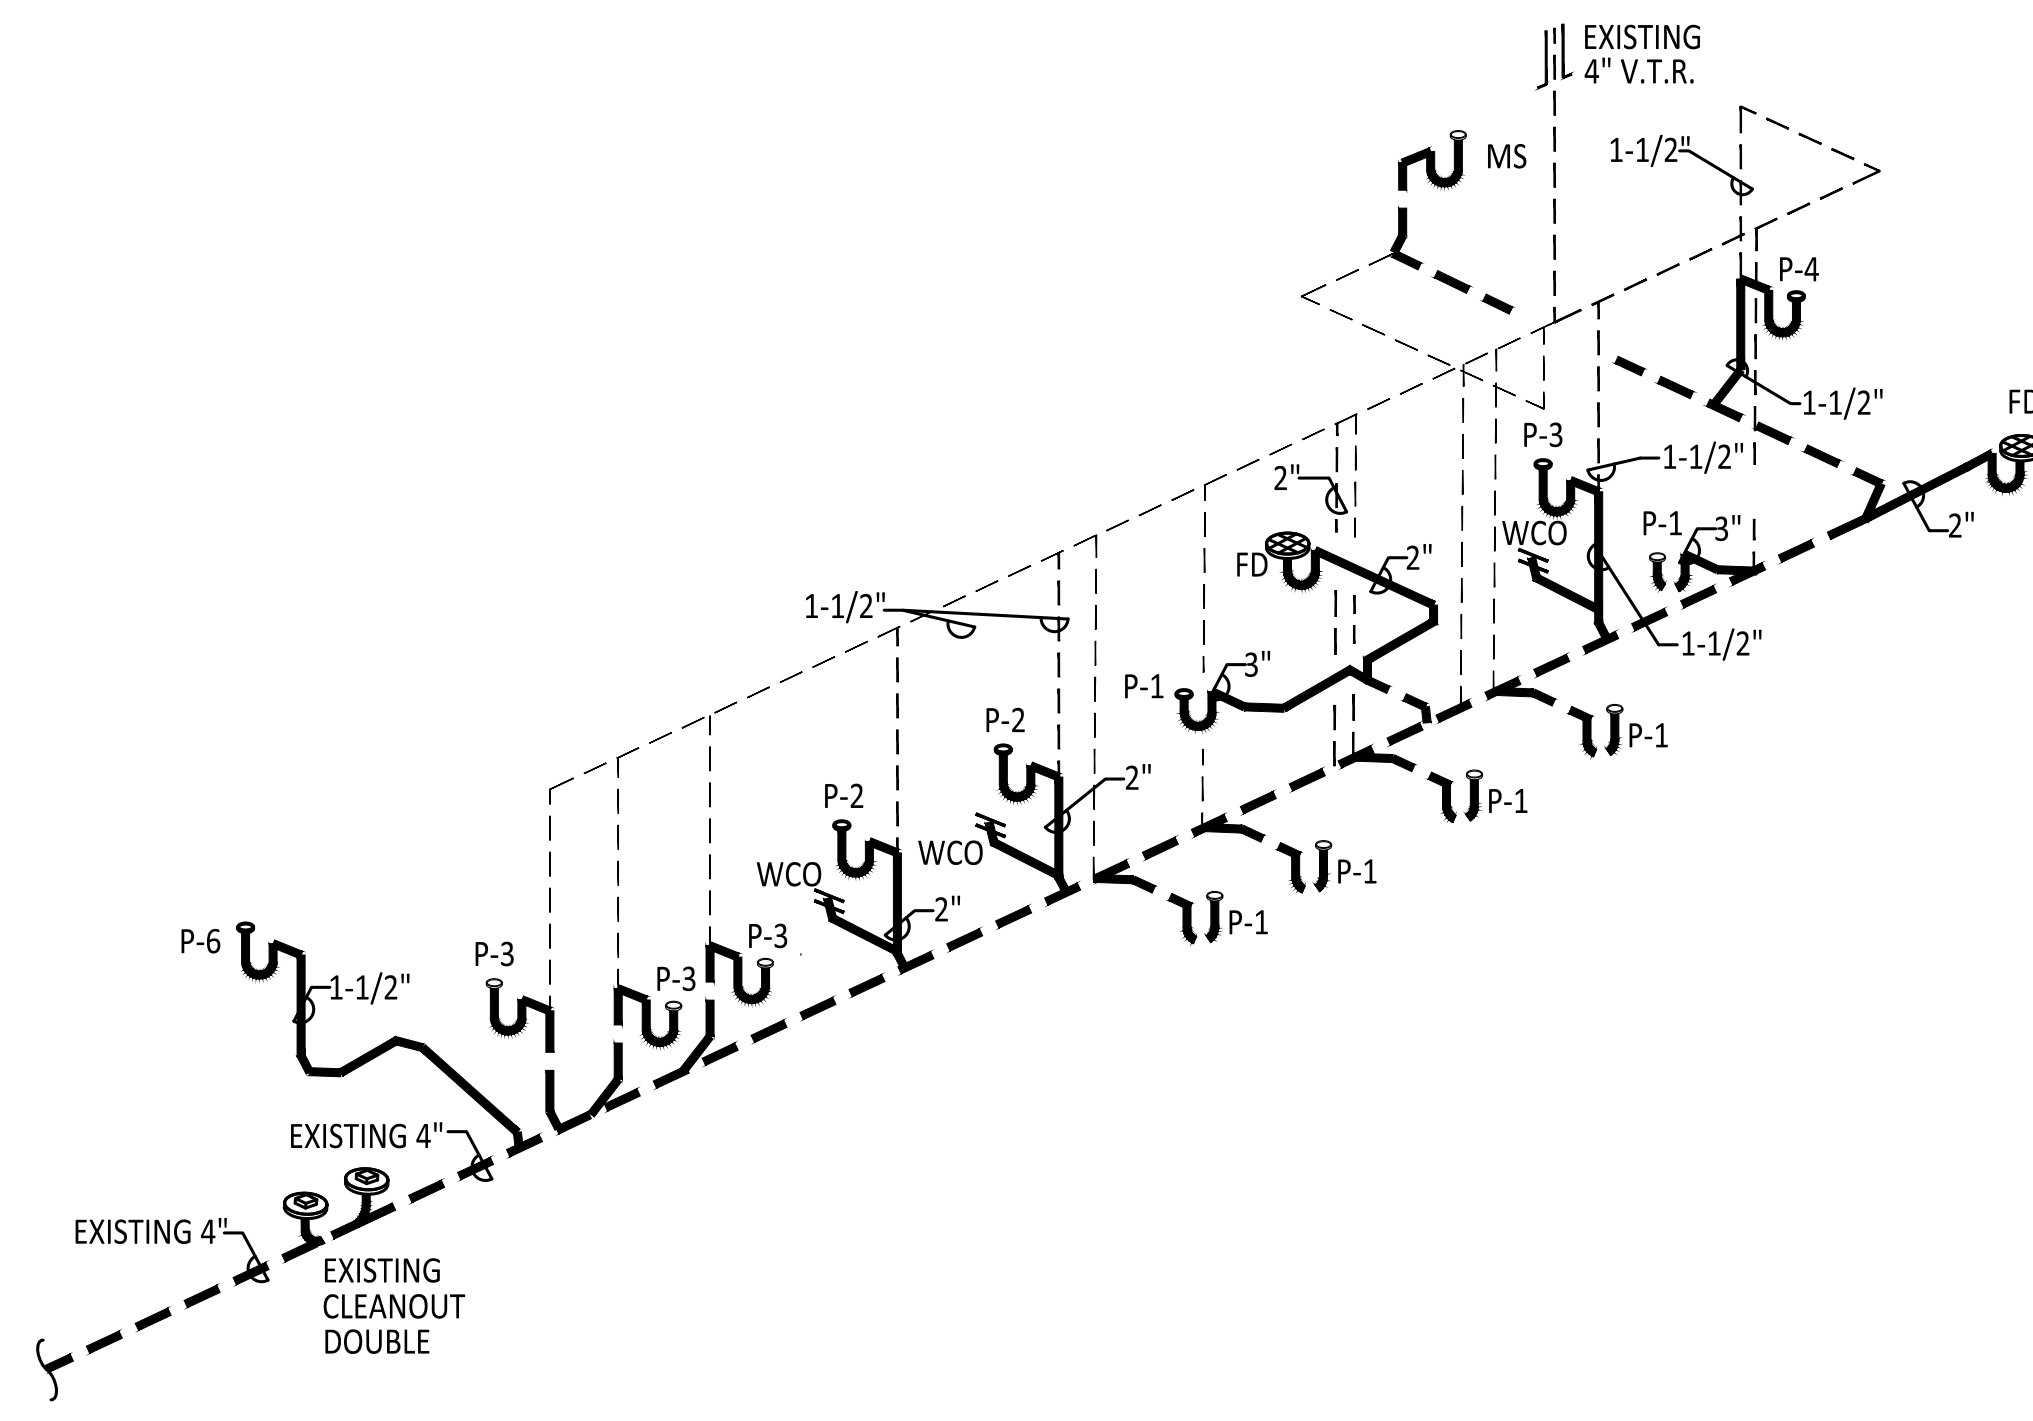 EXISTING
4" V.T.R.
1-1/2"
MS
P-4
1-1/2"
FD
P-3
1-1/2"
2"
P-1
3"
2"
WCO
FD
2"
1-1/2"
1-1/2"
3"
P-1
P-2
P-1
2"
P-1
P-2
WCO
WCO
P-1
2"
P-1
P-6
P-3
P-3
P-3
1-1/2"
EXISTING 4"
EXISTING 4"
EXISTING
CLEANOUT
DOUBLE